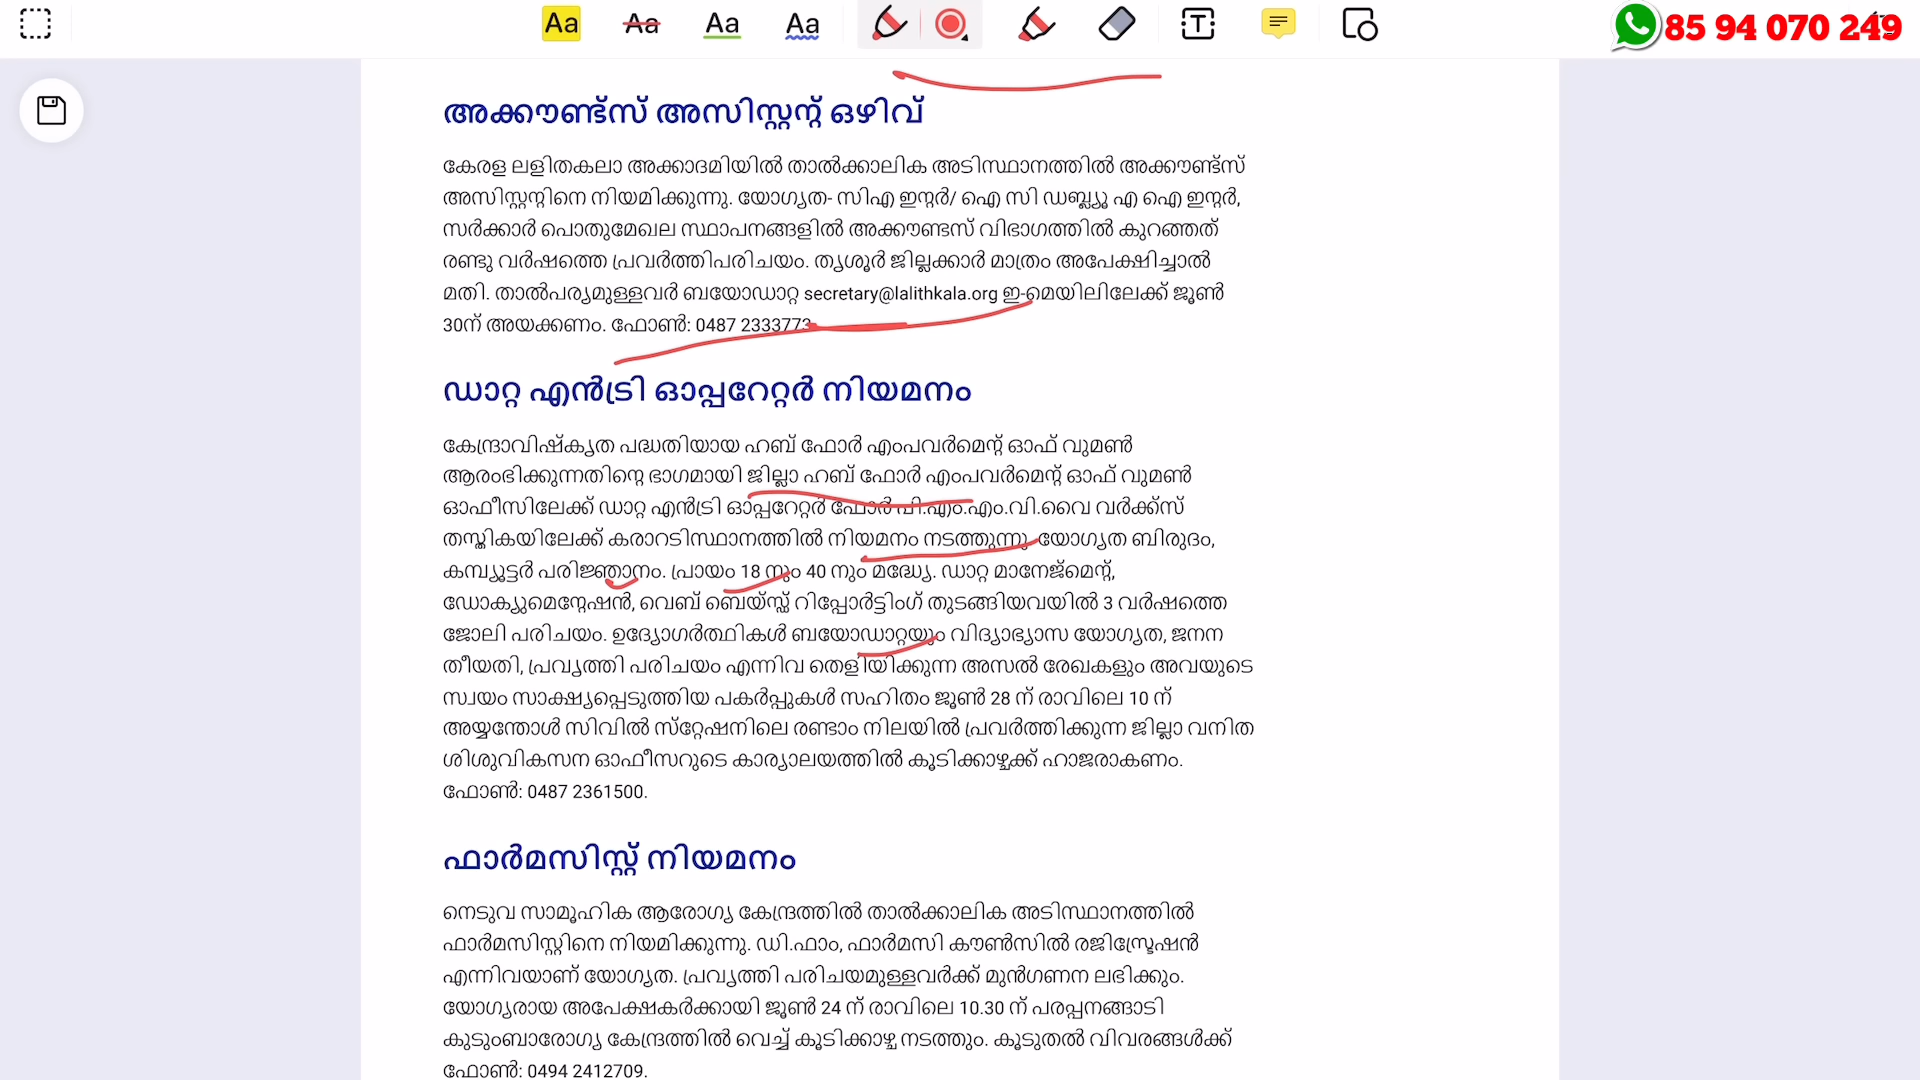 Aa Aa Aa Aa T
85 94 070 249
അക്കൗണ്ട്സ് അസിസ്റ്റന്റ് ഒഴിവ്
കേരള ലളിതകലാ അക്കാദമിയിൽ താൽക്കാലിക അടിസ്ഥാനത്തിൽ അക്കൗണ്ട്സ്
അസിസ്റ്റന്റിനെ നിയമിക്കുന്നു. യോഗ്യത- സിഎ ഇന്റർ/ ഐ സി ഡബ്ല്യൂ എ ഐ ഇന്റർ,
സർക്കാർ പൊതുമേഖല സ്ഥാപനങ്ങളിൽ അക്കൗണ്ടസ് വിഭാഗത്തിൽ കുറഞ്ഞത്
രണ്ടു വർഷത്തെ പ്രവർത്തിപരിചയം. തൃശൂർ ജില്ലക്കാർ മാത്രം അപേക്ഷിച്ചാൽ
മതി. താൽപര്യമുള്ളവർ ബയോഡാറ്റ secretary@lalithkala.org ഇ-മെയിലിലേക്ക് ജൂൺ
30ന് അയക്കണം. ഫോൺ: 0487 2333773
ഡാറ്റ എൻട്രി ഓപ്പറേറ്റർ നിയമനം
കേന്ദ്രാവിഷ്കൃത പദ്ധതിയായ ഹബ് ഫോർ എംപവർമെന്റ് ഓഫ് വുമൺ
ആരംഭിക്കുന്നതിന്റെ ഭാഗമായി ജില്ലാ ഹബ് ഫോർ എംപവർമെന്റ് ഓഫ് വുമൺ
ഓഫീസിലേക്ക് ഡാറ്റ എൻട്രി ഓപ്പറേറ്റർ ഫോർ പി.എം.എം.വി.വൈ വർക്ക്സ്
തസ്തികയിലേക്ക് കരാറടിസ്ഥാനത്തിൽ നിയമനം നടത്തുന്നു. യോഗ്യത ബിരുദം,
കമ്പ്യൂട്ടർ പരിജ്ഞാനം. പ്രായം 18 നും 40 നും മദ്ധ്യേ. ഡാറ്റ മാനേജ്മെന്റ്,
ഡോക്യുമെന്റേഷൻ, വെബ് ബെയ്സ്ഡ് റിപ്പോർട്ടിംഗ് തുടങ്ങിയവയിൽ 3 വർഷത്തെ
ജോലി പരിചയം. ഉദ്യോഗർത്ഥികൾ ബയോഡാറ്റയും വിദ്യാഭ്യാസ യോഗ്യത, ജനന
തീയതി, പ്രവൃത്തി പരിചയം എന്നിവ തെളിയിക്കുന്ന അസൽ രേഖകളും അവയുടെ
സ്വയം സാക്ഷ്യപ്പെടുത്തിയ പകർപ്പുകൾ സഹിതം ജൂൺ 28 ന് രാവിലെ 10 ന്
അയ്യന്തോൾ സിവിൽ സ്റ്റേഷനിലെ രണ്ടാം നിലയിൽ പ്രവർത്തിക്കുന്ന ജില്ലാ വനിത
ശിശുവികസന ഓഫീസറുടെ കാര്യാലയത്തിൽ കൂടിക്കാഴ്ചക്ക് ഹാജരാകണം.
ഫോൺ: 0487 2361500.
ഫാർമസിസ്റ്റ് നിയമനം
നെടുവ സാമൂഹിക ആരോഗ്യ കേന്ദ്രത്തിൽ താൽക്കാലിക അടിസ്ഥാനത്തിൽ
ഫാർമസിസ്റ്റിനെ നിയമിക്കുന്നു. ഡി.ഫാം, ഫാർമസി കൗൺസിൽ രജിസ്ട്രേഷൻ
എന്നിവയാണ് യോഗ്യത. പ്രവൃത്തി പരിചയമുള്ളവർക്ക് മുൻഗണന ലഭിക്കും.
യോഗ്യരായ അപേക്ഷകർക്കായി ജൂൺ 24 ന് രാവിലെ 10.30 ന് പരപ്പനങ്ങാടി
കുടുംബാരോഗ്യ കേന്ദ്രത്തിൽ വെച്ച് കൂടിക്കാഴ്ച നടത്തും. കൂടുതൽ വിവരങ്ങൾക്ക്
ഫോൺ: 0494 2412709.